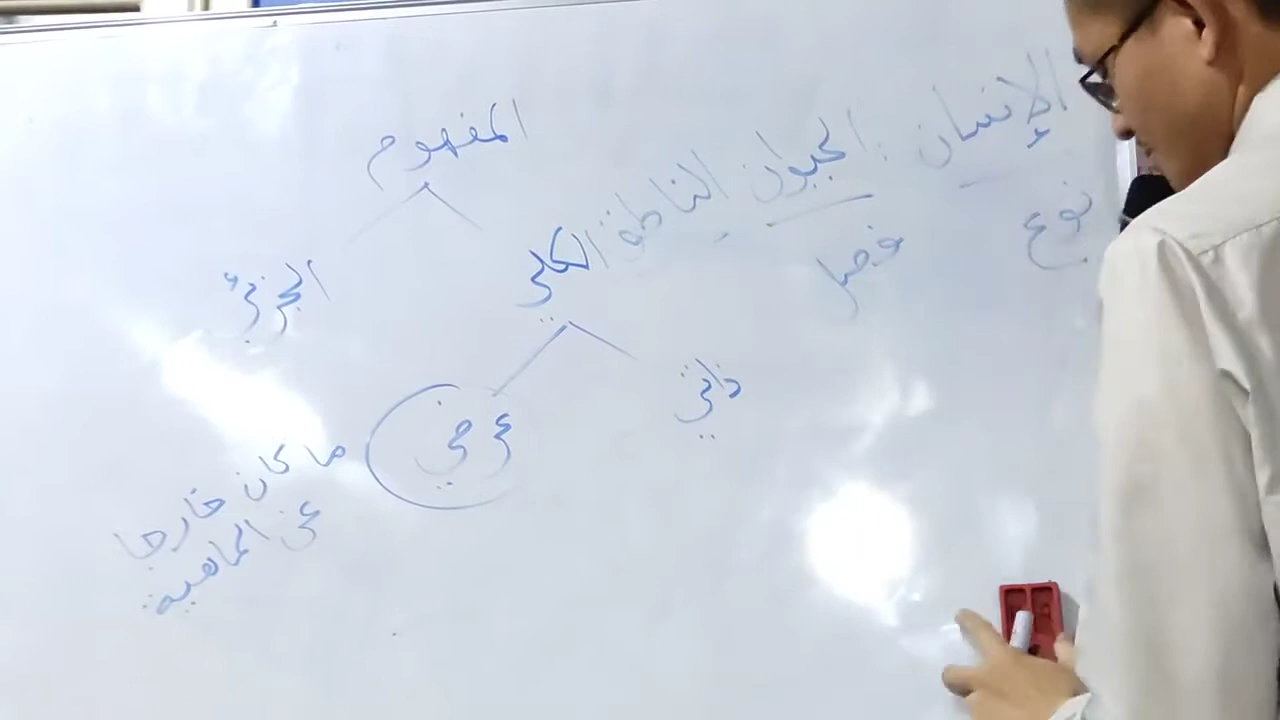 الإنسان : الحيوان الناطق
نوع
فصل
المفهوم
الكلي
الجزئي
ذاتي
عرضي
ما كان خارجا
عن الماهية